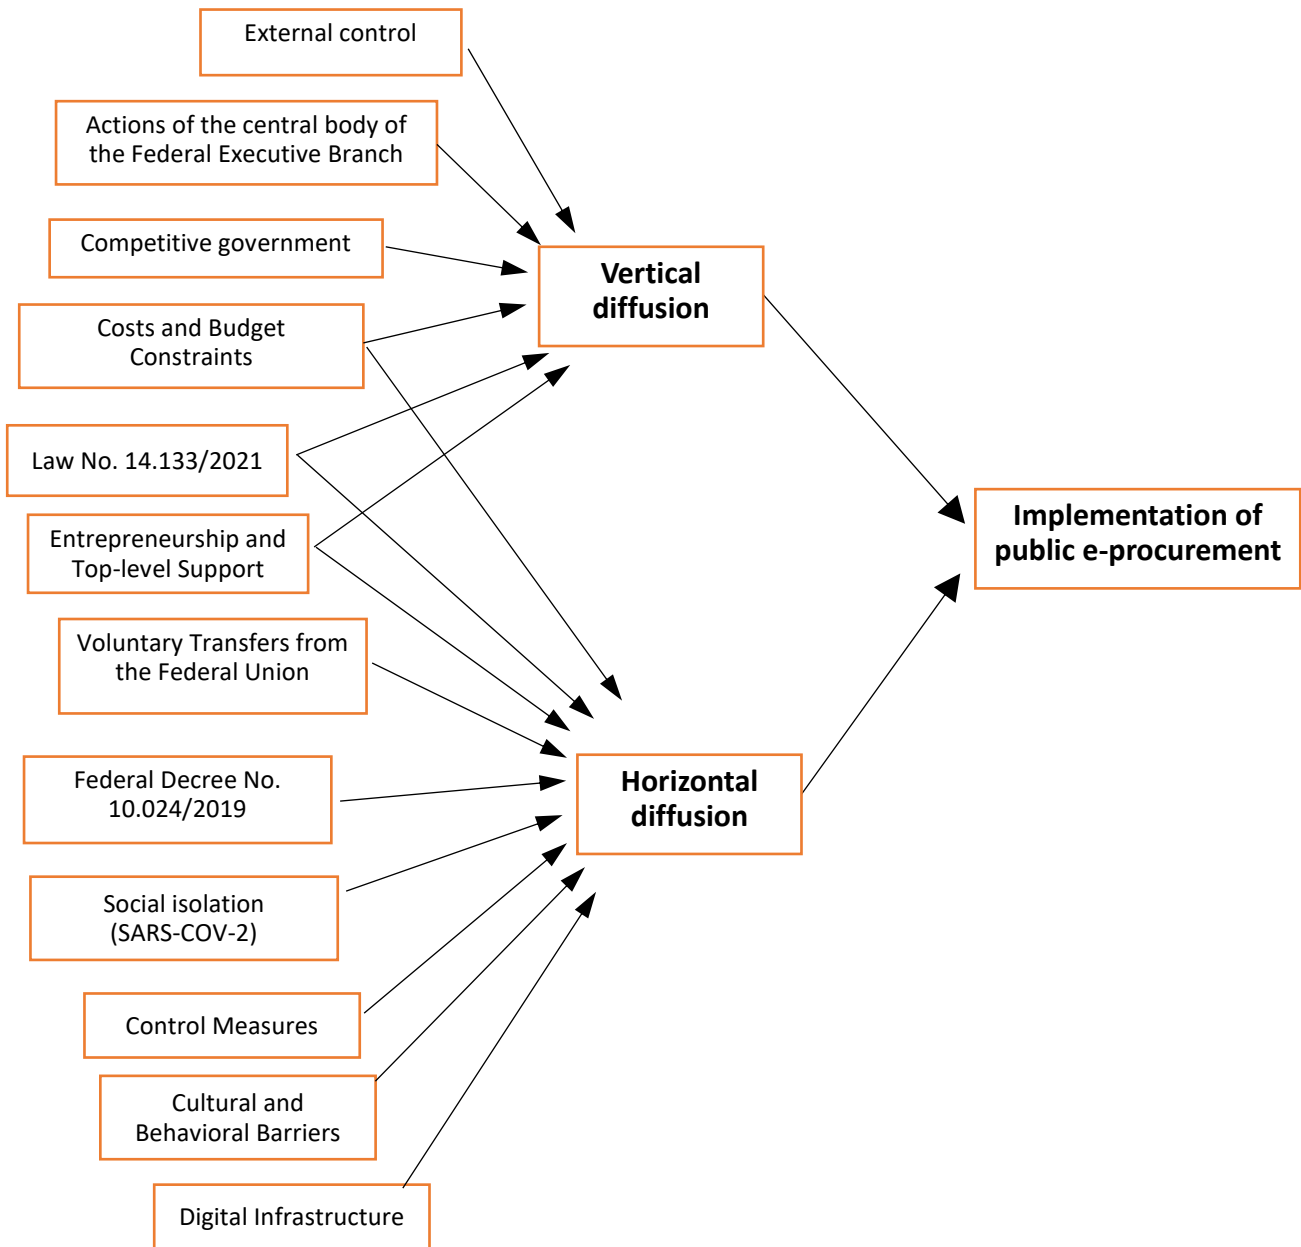 External control
Actions of the central body of
the Federal Executive Branch
Competitive government
Costs and Budget
Constraints
Law No. 14.133/2021
Entrepreneurship and
Top-level Support
Voluntary Transfers from
the Federal Union
Federal Decree No.
10.024/2019
Social isolation
(SARS-COV-2)
Control Measures
Cultural and
Behavioral Barriers
Digital Infrastructure
Vertical
diffusion
Horizontal
diffusion
Implementation of
public e-procurement